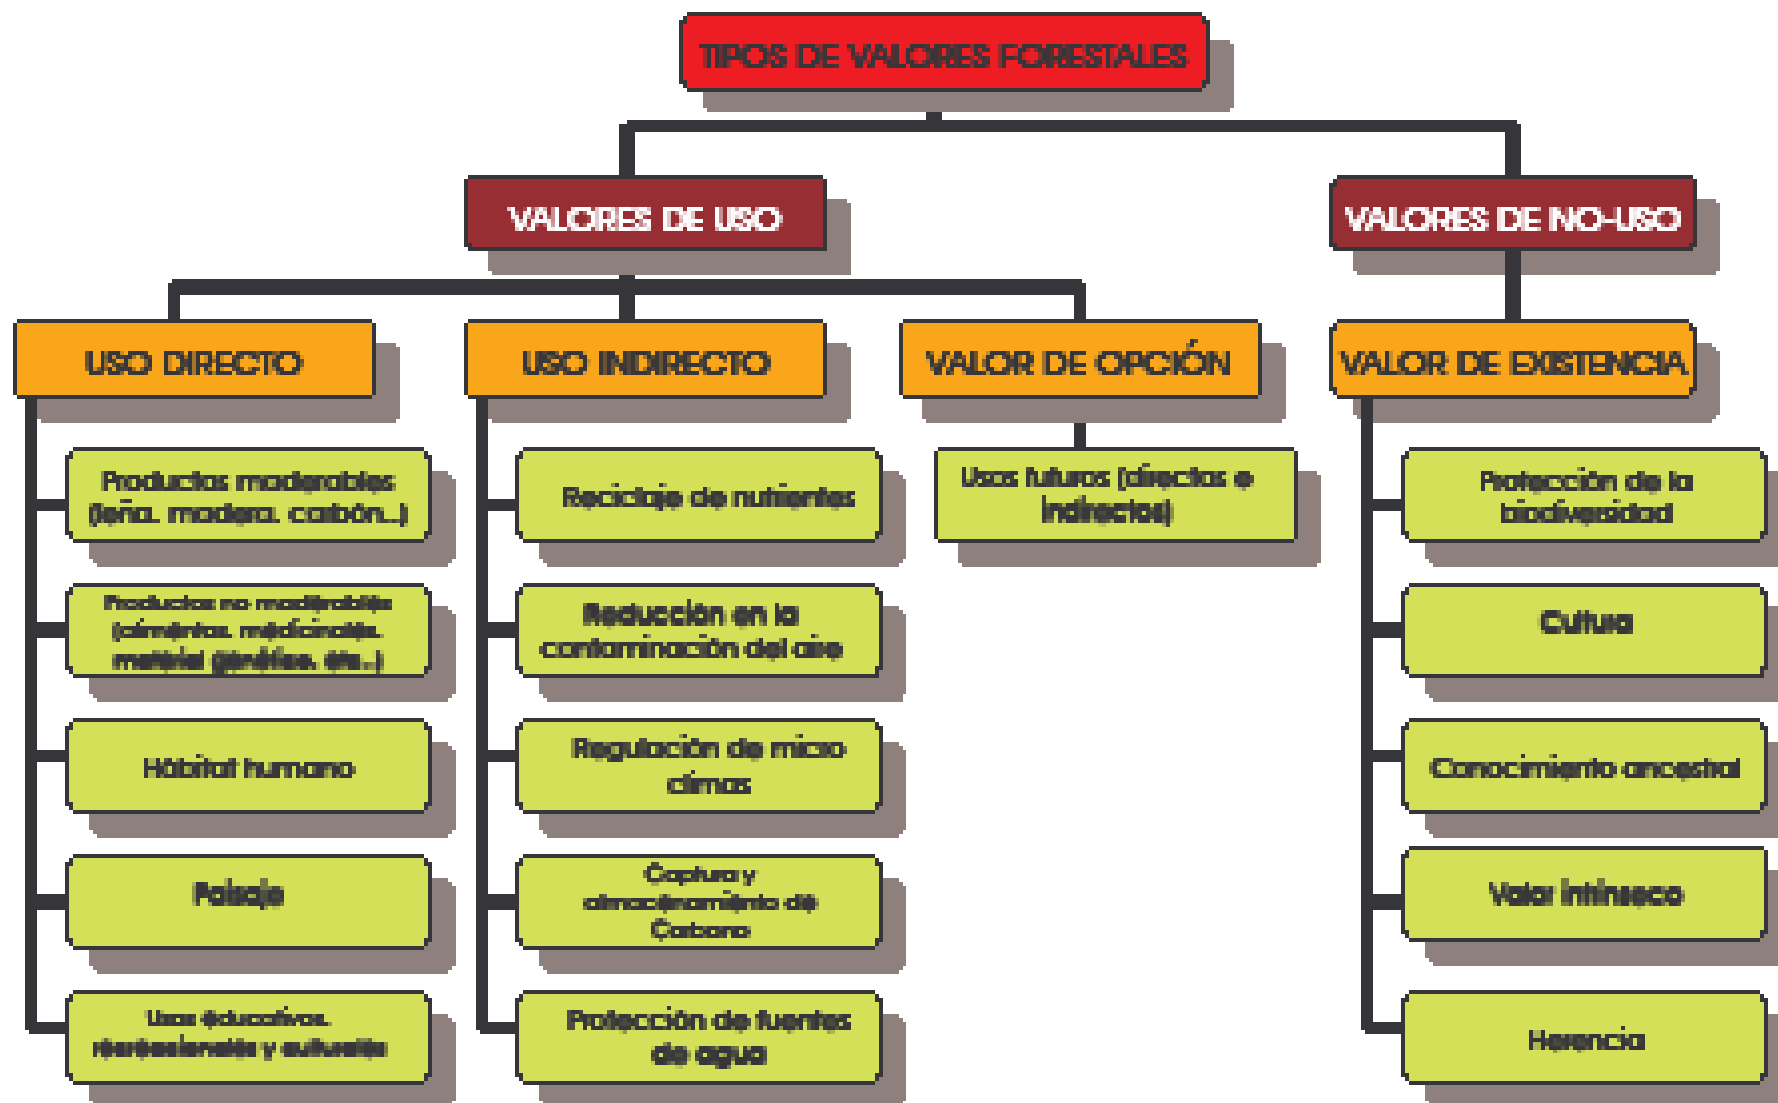 TIPOS DE VALORES FORESTALES
VALORES DE USO
VALORES DE NO-USO
USO DIRECTO
USO INDIRECTO
VALOR DE OPCIÓN
VALOR DE EXISTENCIA
Productos maderables
(leña, madera, carbón..)
Productos no maderables
(alimentos, medicinales,
material genético, etc..)
Hábitat humano
Paisaje
Usos educativos,
recreacionales y culturales
Reciclaje de nutrientes
Reducción en la
contaminación del aire
Regulación de micro
climas
Captura y
almacenamiento de
Carbono
Protección de fuentes
de agua
Usos futuros (directos e
indirectos)
Protección de la
biodiversidad
Cultura
Conocimiento ancestral
Valor intrínseco
Herencia